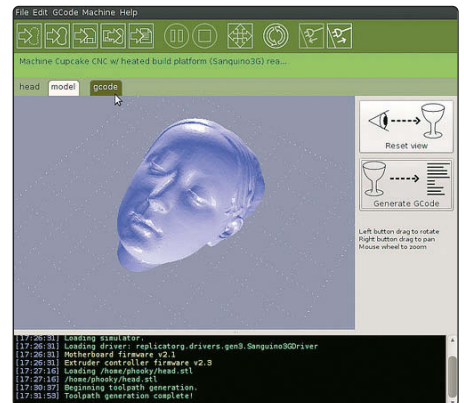 File Edit GCode Machine Help
Machine Cupcake CNC w/ heated build platform (Sanguino3G) rea...
head model gcode
Reset view
Generate GCode
Left button drag to rotate
Right button drag to pan
Mouse wheel to zoom
[17:26:31] Loading simulator.
[17:26:31] Loading driver: replicatorg.drivers.gen3.Sanguino3GDriver
[17:26:31] Motherboard firmware v2.1
[17:26:31] Extruder controller firmware v2.3
[17:27:16] Loading /home/phooky/head.stl
[17:27:16] /home/phooky/head.stl
[17:30:37] Beginning toolpath generation.
[17:31:53] Toolpath generation complete!